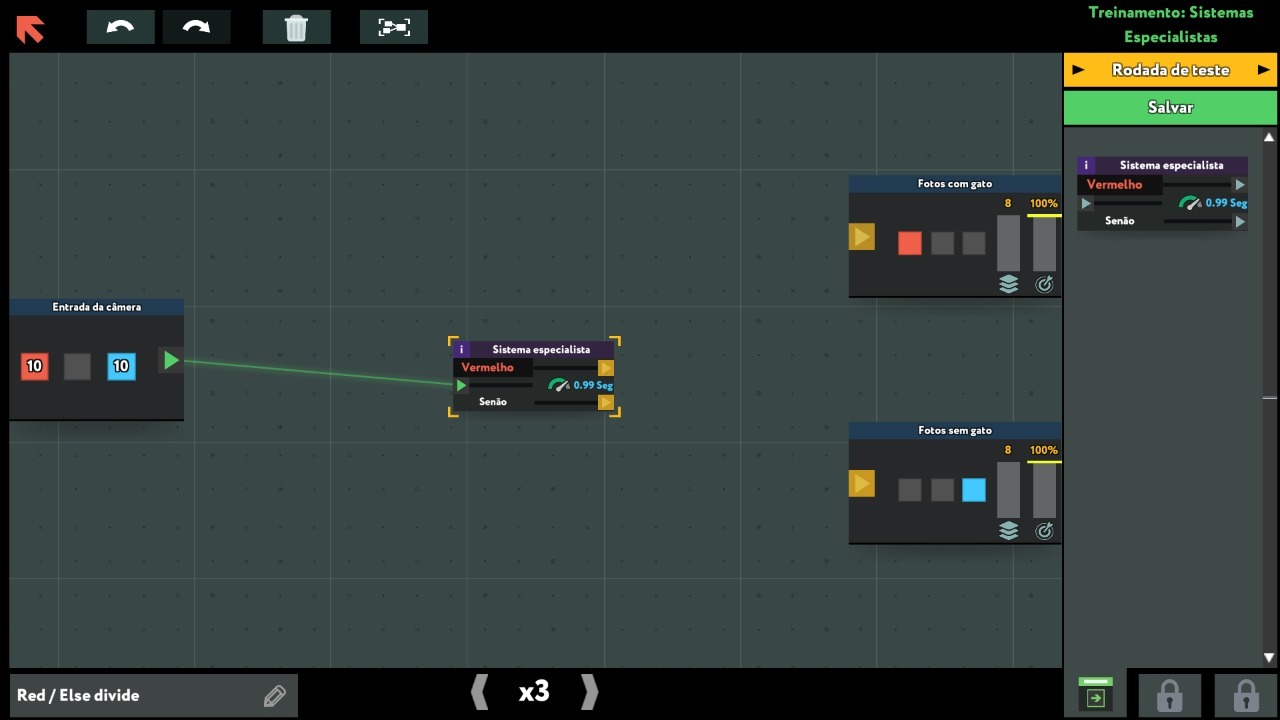 Treinamento: Sistemas
Especialistas
Rodada de teste
Salvar
i Sistema especialista
Vermelho
0.99 Seg
Senão
Fotos com gato
8 100%
Entrada da câmera
10 10
i Sistema especialista
Vermelho
0.99 Seg
Senão
Fotos sem gato
8 100%
Red / Else divide
x3